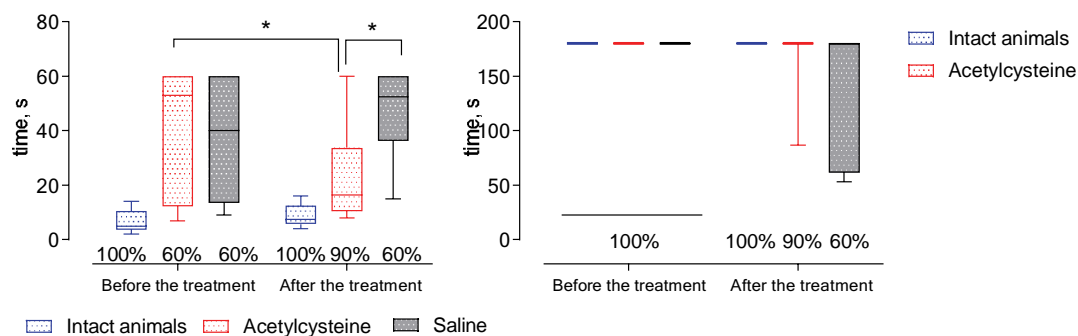 80
60
40
20
0
time, s
* *
100% 60% 60% 100% 90% 60%
Before the treatment After the treatment
Intact animals Acetylcysteine Saline
200
150
100
50
0
time, s
100% 100% 90% 60%
Before the treatment After the treatment
Intact animals
Acetylcysteine